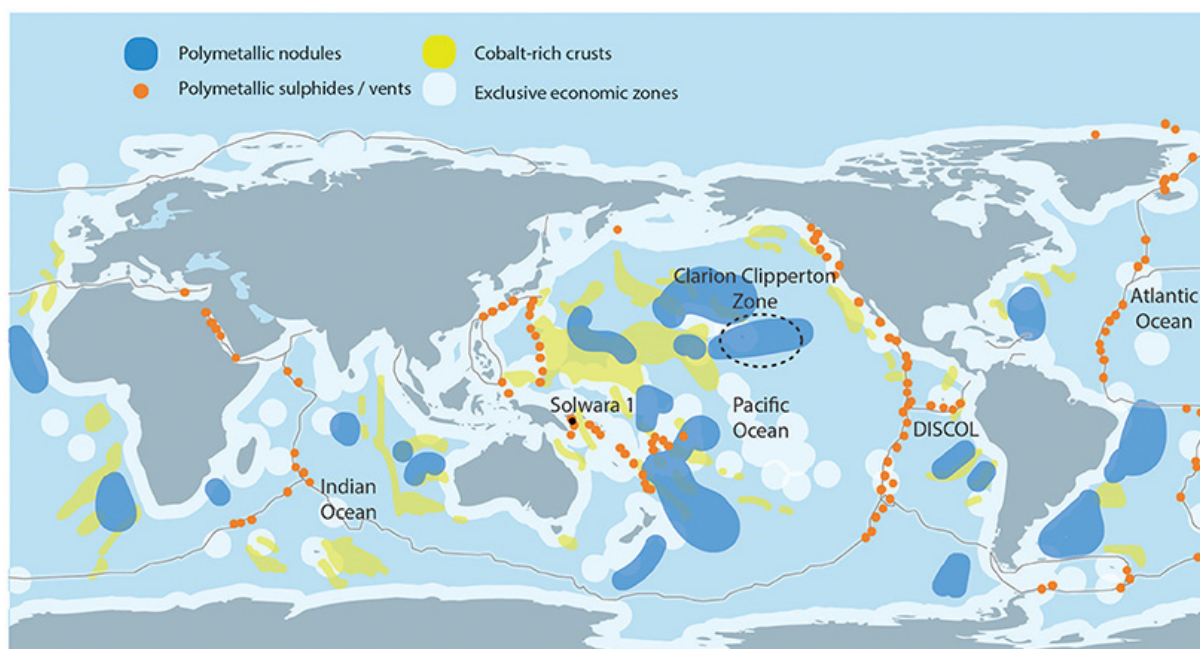 Polymetallic nodules
Cobalt-rich crusts
Polymetallic sulphides / vents
Exclusive economic zones
Clarion Clipperton
Zone
Atlantic
Ocean
Solwara 1
Pacific
Ocean
DISCOL
Indian
Ocean